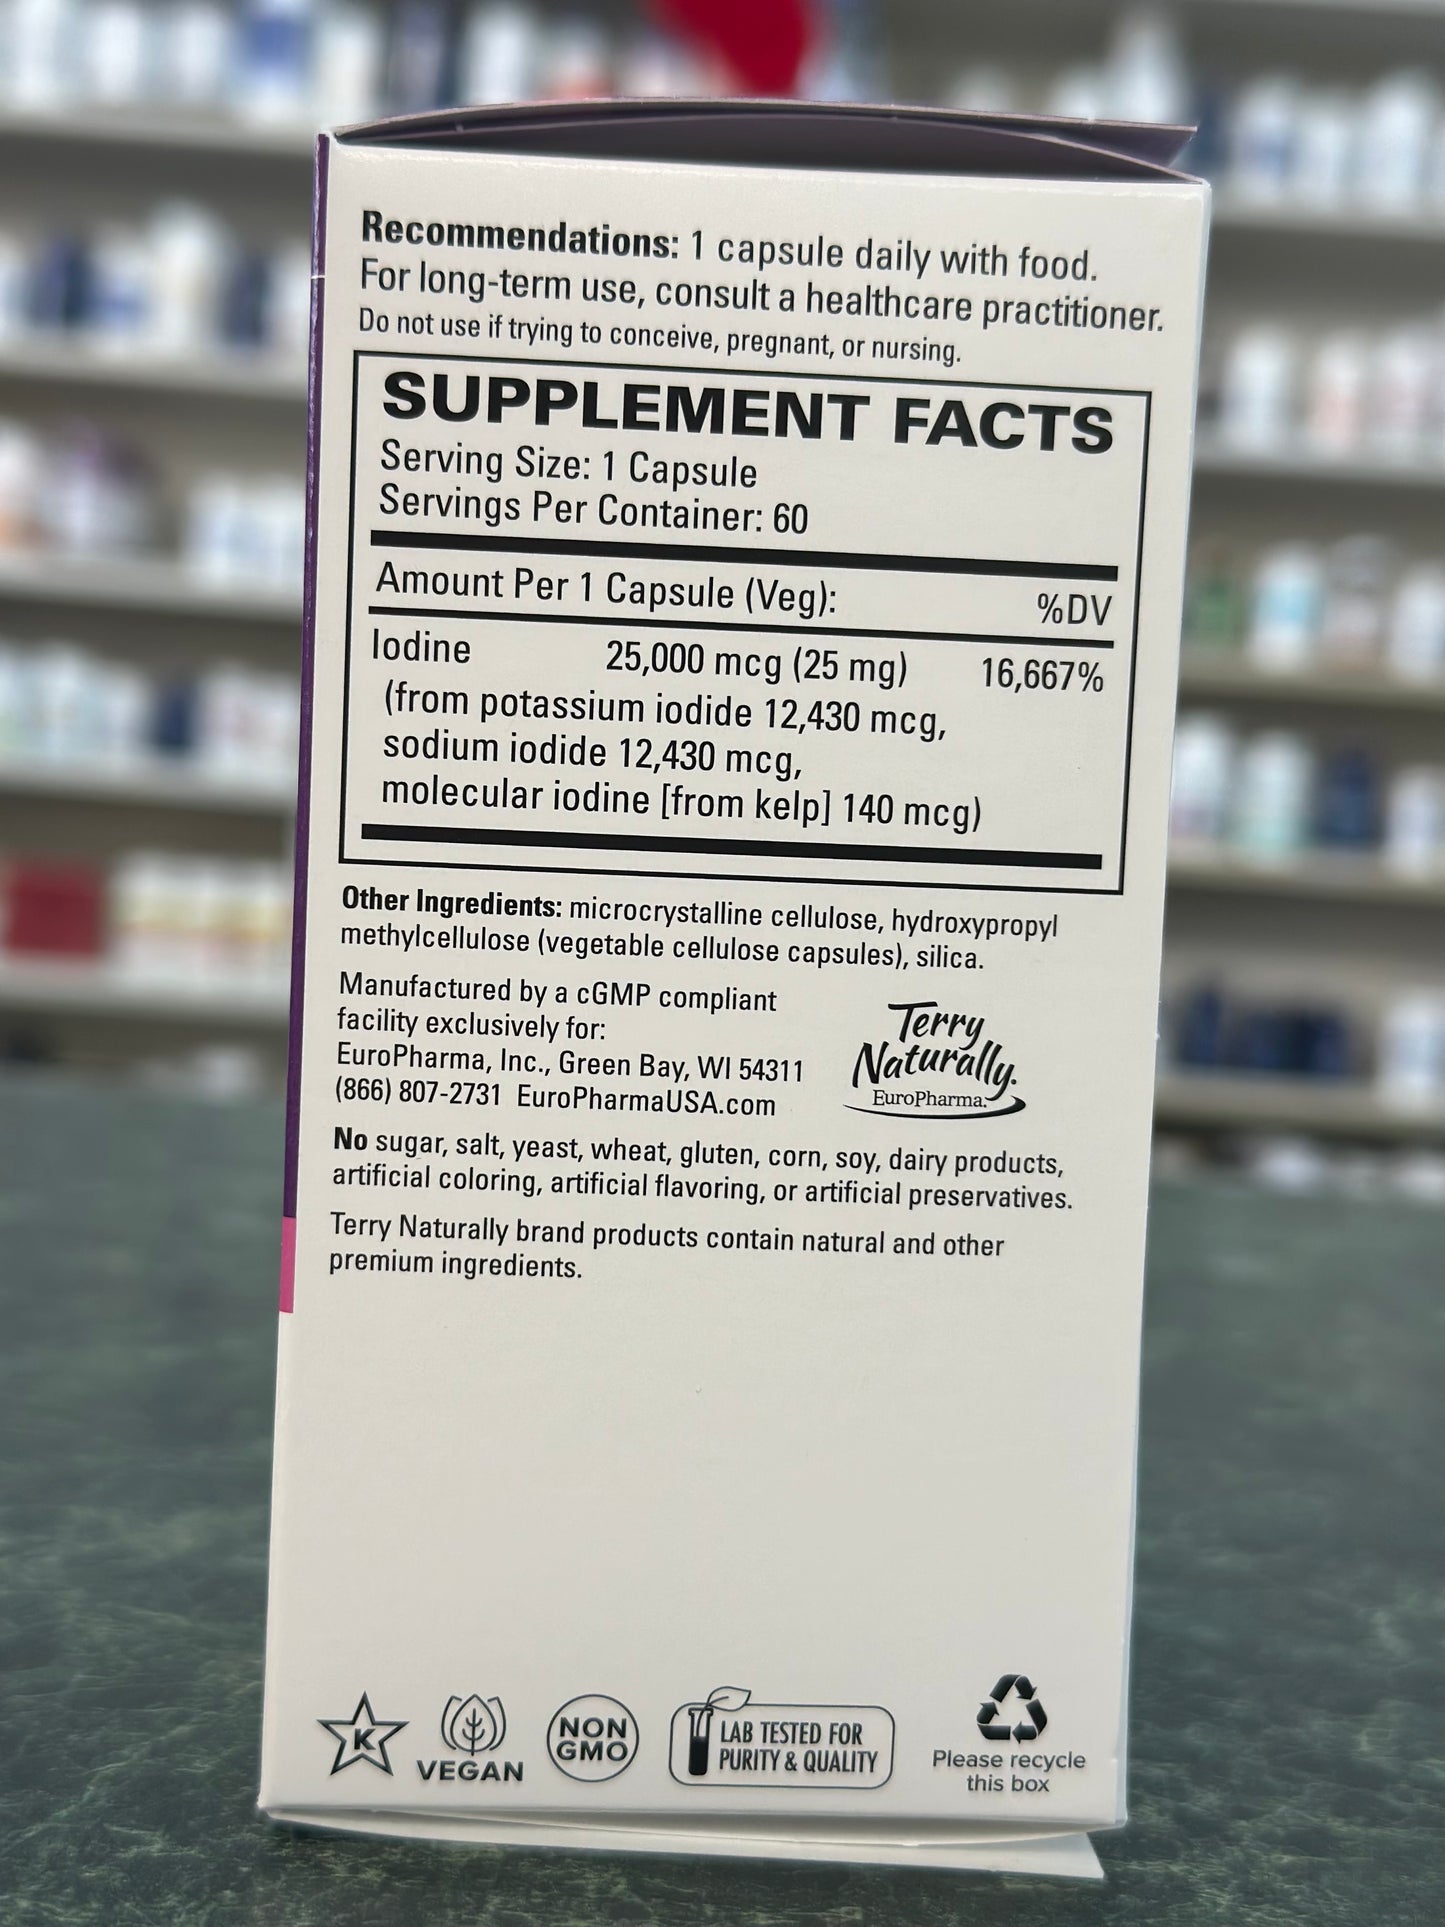 Recommendations: 1 capsule daily with food.
For long-term use, consult a healthcare practitioner.
Do not use if trying to conceive, pregnant, or nursing.
SUPPLEMENT FACTS
Serving Size: 1 Capsule
Servings Per Container: 60
Amount Per 1 Capsule (Veg): %DV
Iodine 25,000 mcg (25 mg) 16,667%
(from potassium iodide 12,430 mcg,
sodium iodide 12,430 mcg,
molecular iodine [from kelp] 140 mcg)
Other Ingredients: microcrystalline cellulose, hydroxypropyl
methylcellulose (vegetable cellulose capsules), silica.
Manufactured by a cGMP compliant
facility exclusively for:
EuroPharma, Inc., Green Bay, WI 54311
(866) 807-2731 EuroPharmaUSA.com
Terry
Naturally.
EuroPharma.
No sugar, salt, yeast, wheat, gluten, corn, soy, dairy products,
artificial coloring, artificial flavoring, or artificial preservatives.
Terry Naturally brand products contain natural and other
premium ingredients.
K
VEGAN
NON
GMO
LAB TESTED FOR
PURITY & QUALITY
Please recycle
this box